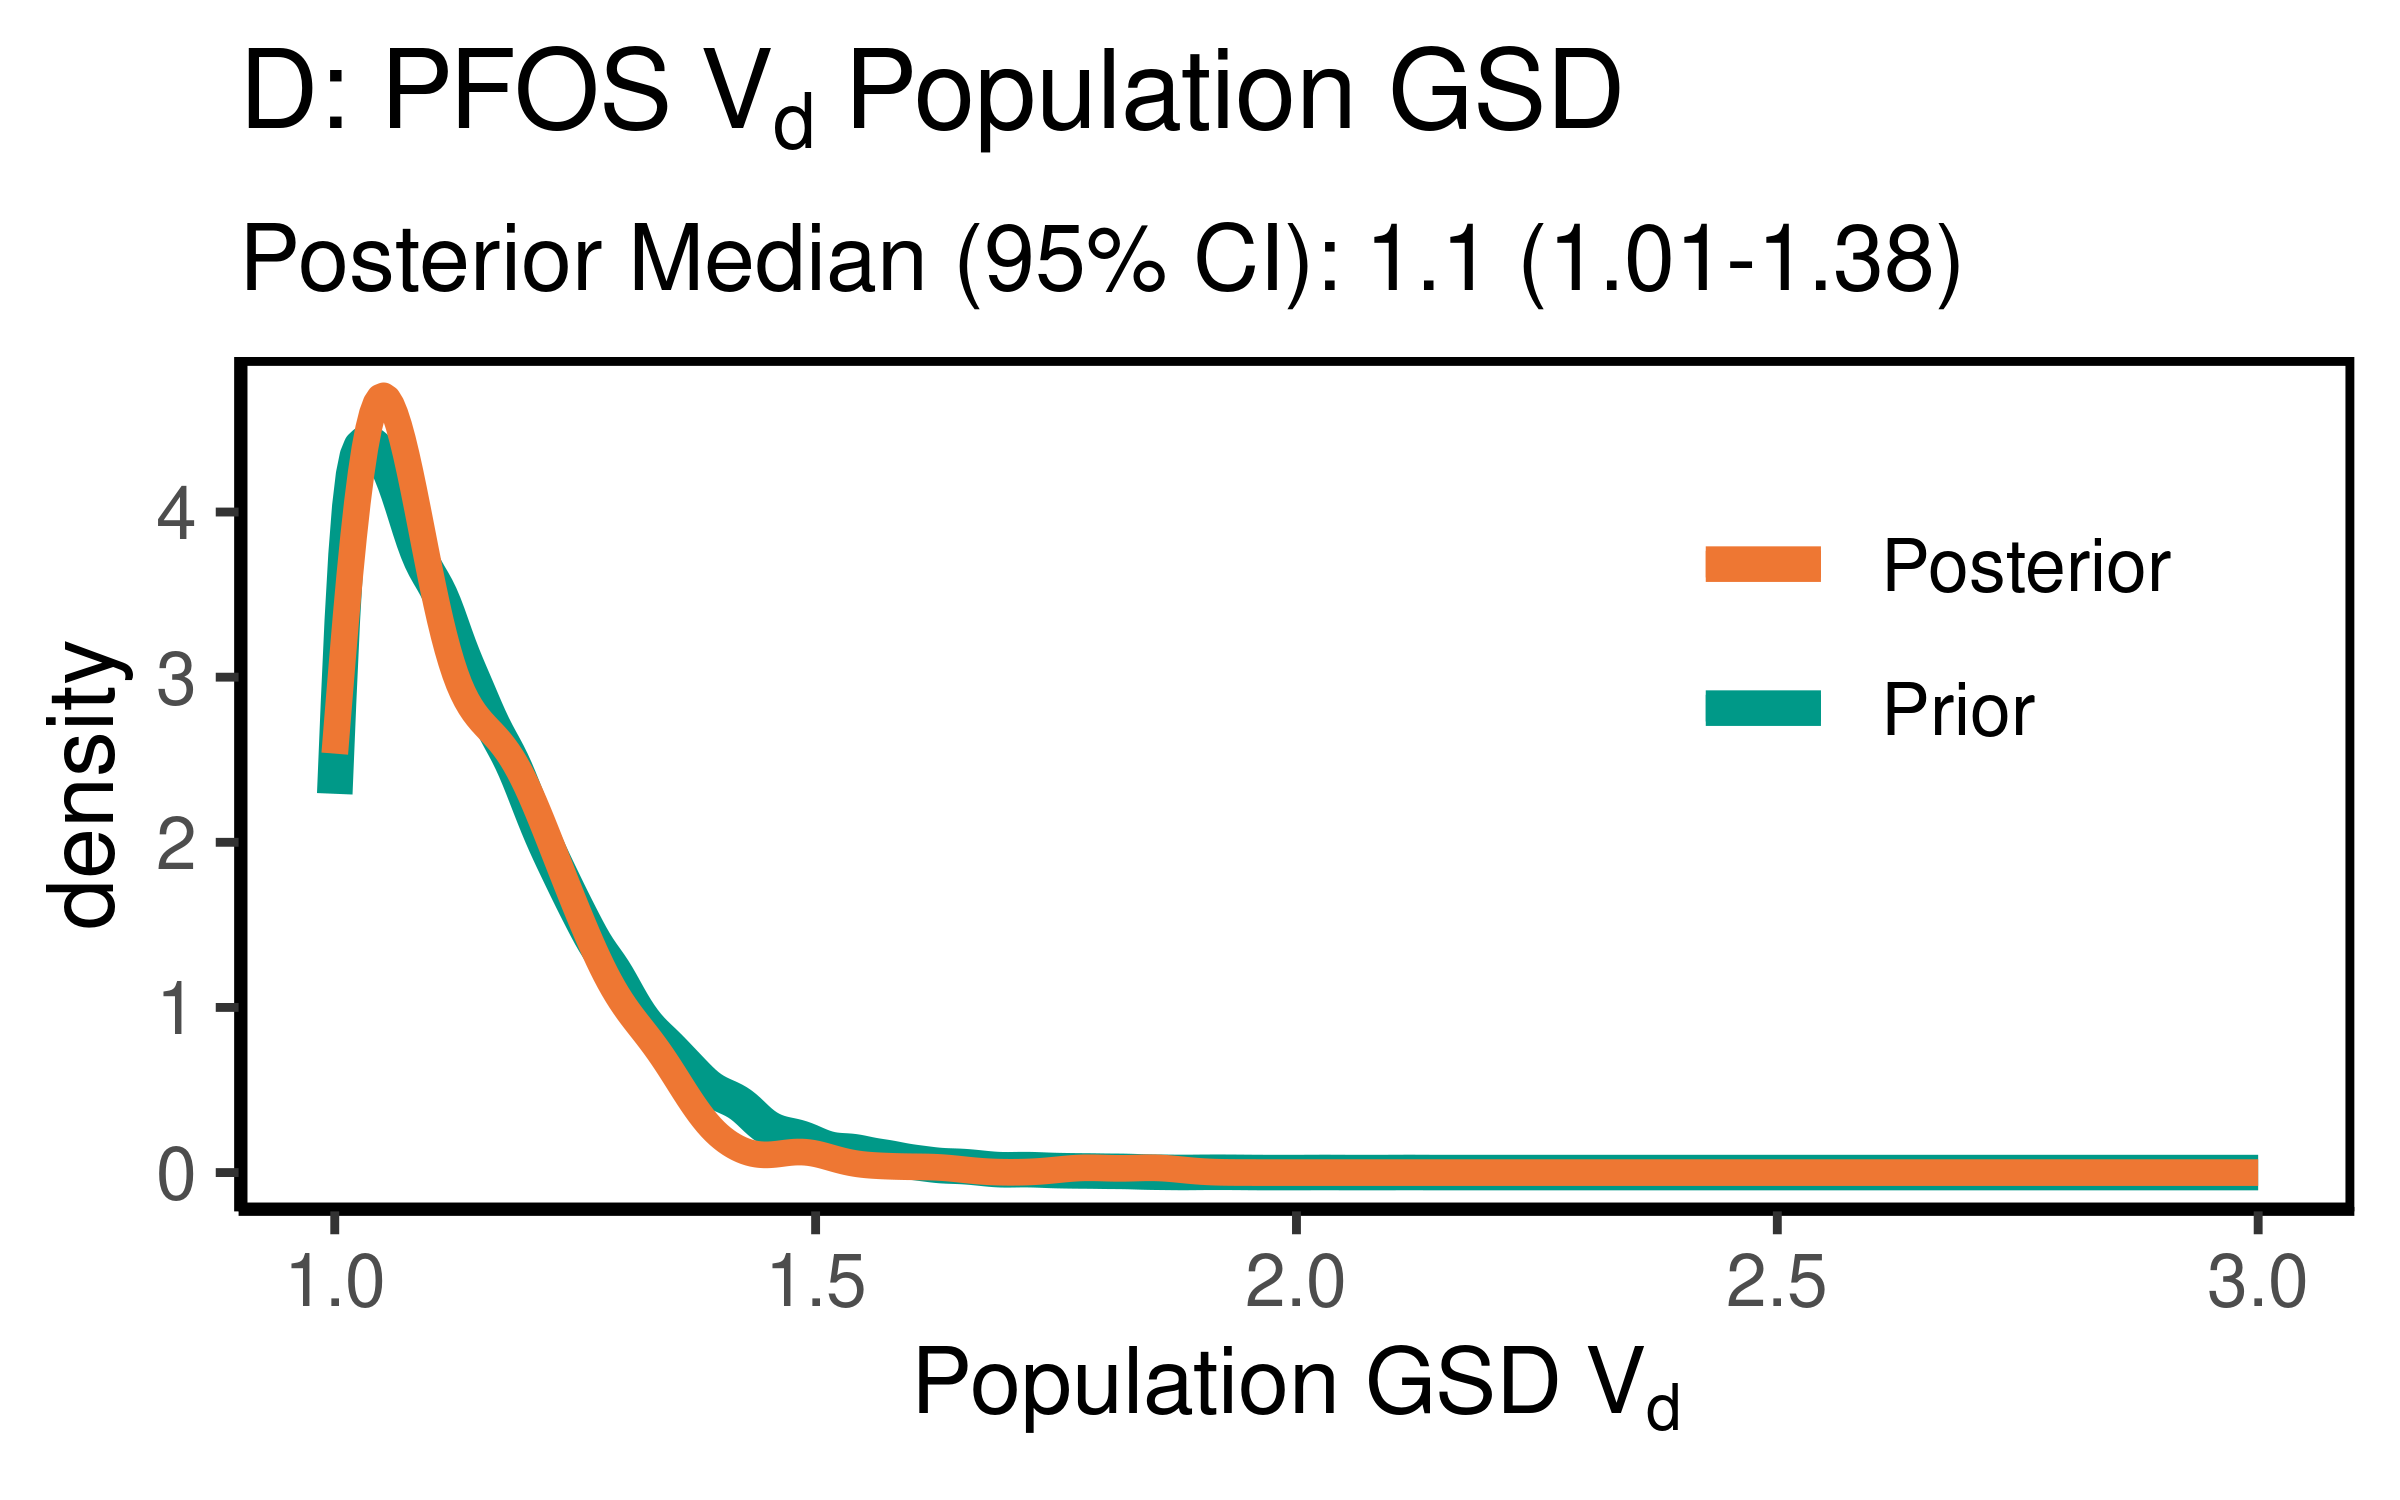 D: PFOS Vd Population GSD
Posterior Median (95% CI): 1.1 (1.01-1.38)
density
4
3
2
1
0
Posterior
Prior
1.0 1.5 2.0 2.5 3.0
Population GSD Vd